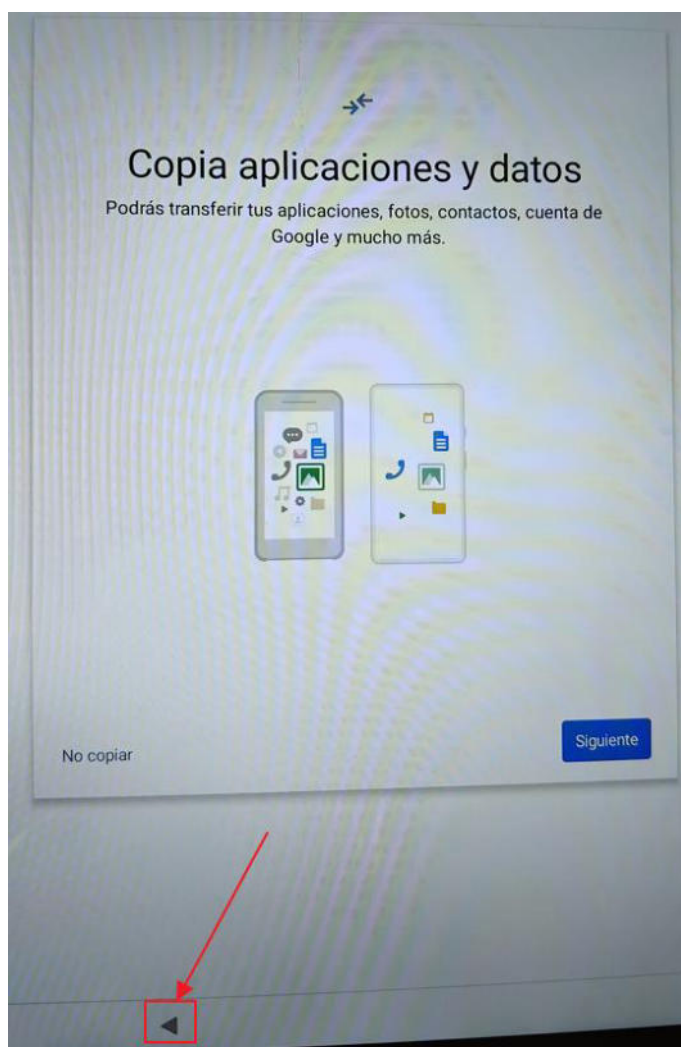 Copia aplicaciones y datos
Podrás transferir tus aplicaciones, fotos, contactos, cuenta de
Google y mucho más.
No copiar
Siguiente